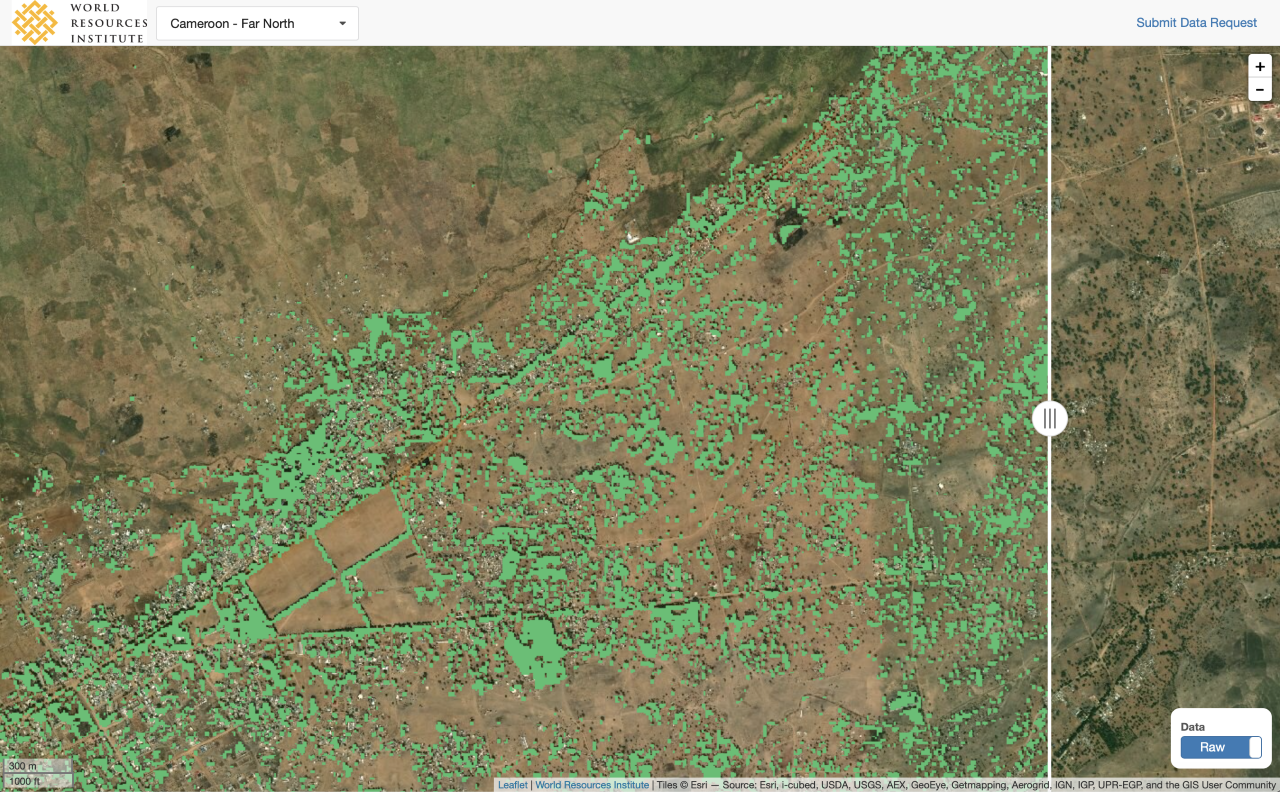 WORLD
RESOURCES
INSTITUTE
Cameroon - Far North
Submit Data Request
+
-
Data
Raw
300 m
1000 ft
Leaflet | World Resources Institute | Tiles © Esri — Source: Esri, i-cubed, USDA, USGS, AEX, GeoEye, Getmapping, Aerogrid, IGN, IGP, UPR-EGP, and the GIS User Community